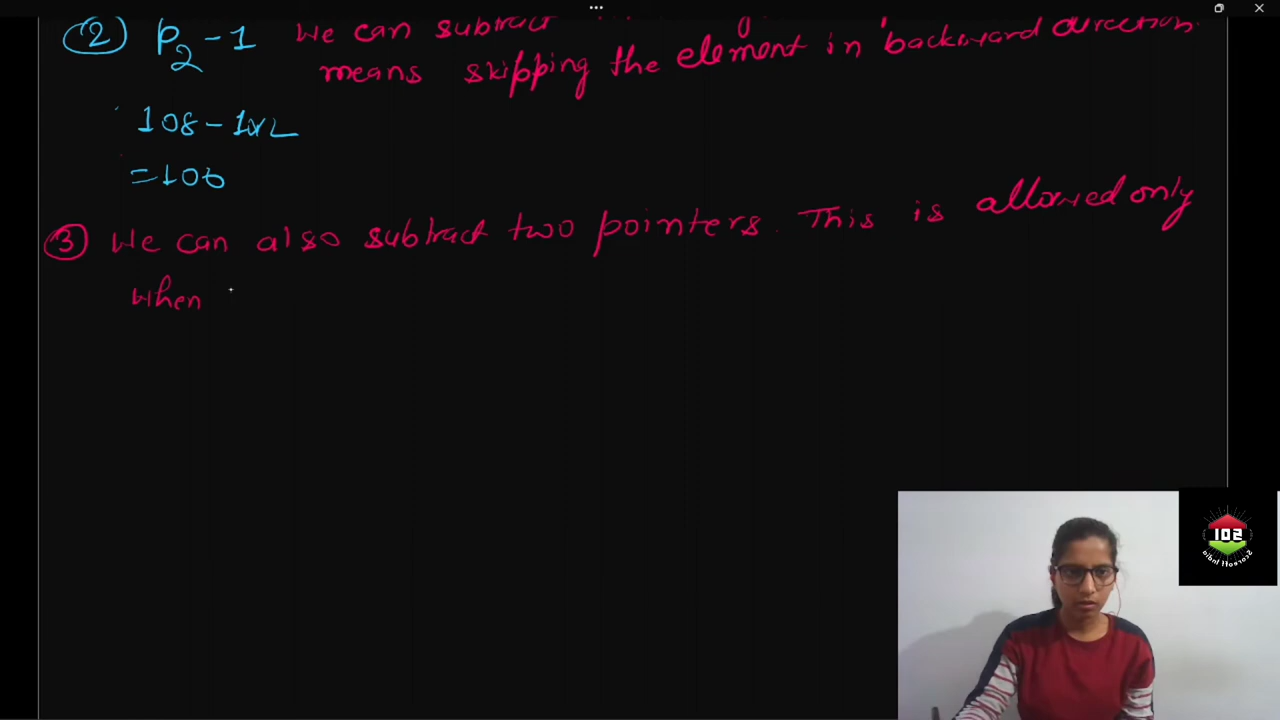 ② P2 - 1 We can subtract
means skipping the element in backward direction.
108 - 1x2
= 106
③ We can also subtract two pointers. This is allowed only
when